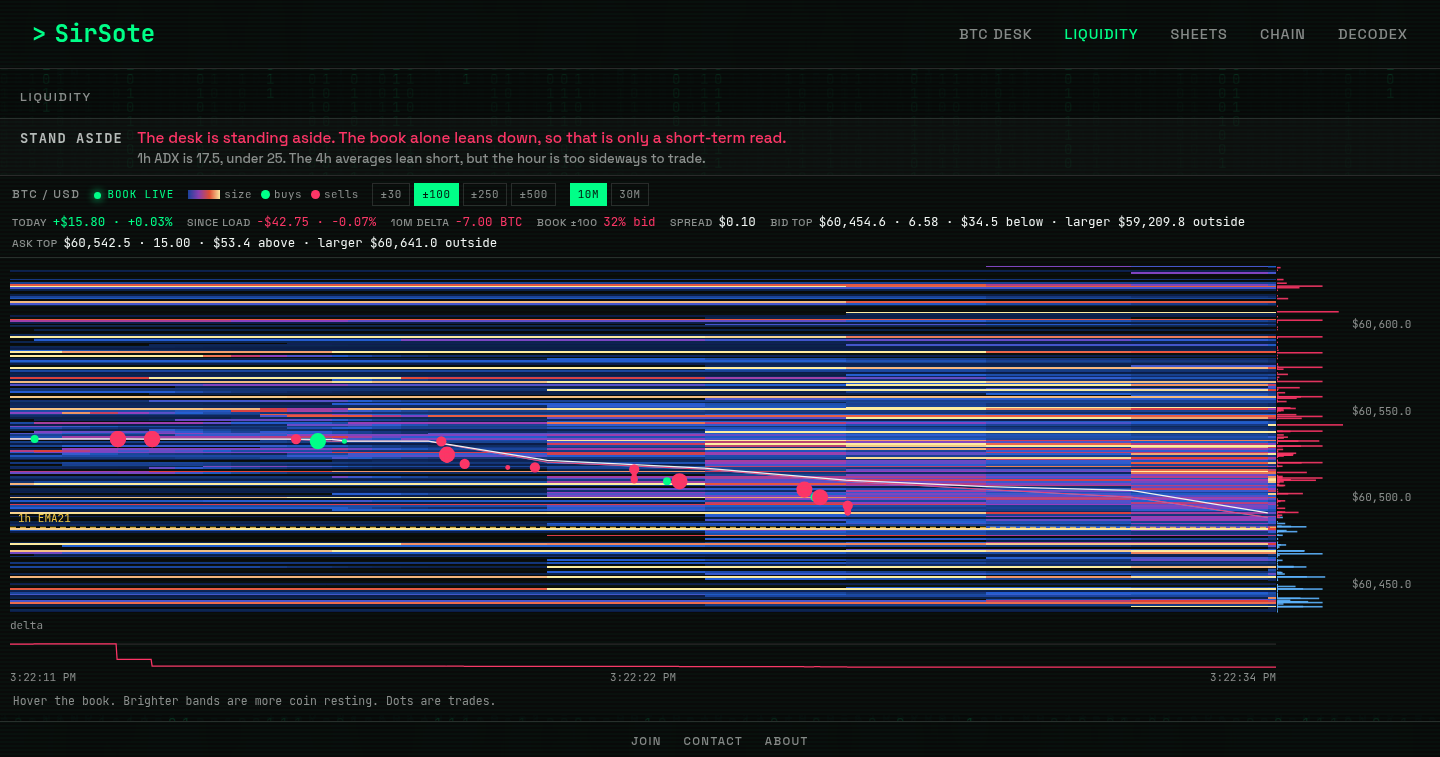 > SirSote
BTC DESK LIQUIDITY SHEETS CHAIN DECODEX
LIQUIDITY
STAND ASIDE The desk is standing aside. The book alone leans down, so that is only a short-term read.
1h ADX is 17.5, under 25. The 4h averages lean short, but the hour is too sideways to trade.
BTC / USD BOOK LIVE size buys sells ±30 ±100 ±250 ±500 10M 30M
TODAY +$15.80 · +0.03% SINCE LOAD -$42.75 · -0.07% 10M DELTA -7.00 BTC BOOK ±100 32% bid SPREAD $0.10 BID TOP $60,454.6 · 6.58 · $34.5 below · larger $59,209.8 outside
ASK TOP $60,542.5 · 15.00 · $53.4 above · larger $60,641.0 outside
$60,600.0
$60,550.0
$60,500.0
1h EMA21
$60,450.0
delta
3:22:11 PM 3:22:22 PM 3:22:34 PM
Hover the book. Brighter bands are more coin resting. Dots are trades.
JOIN CONTACT ABOUT